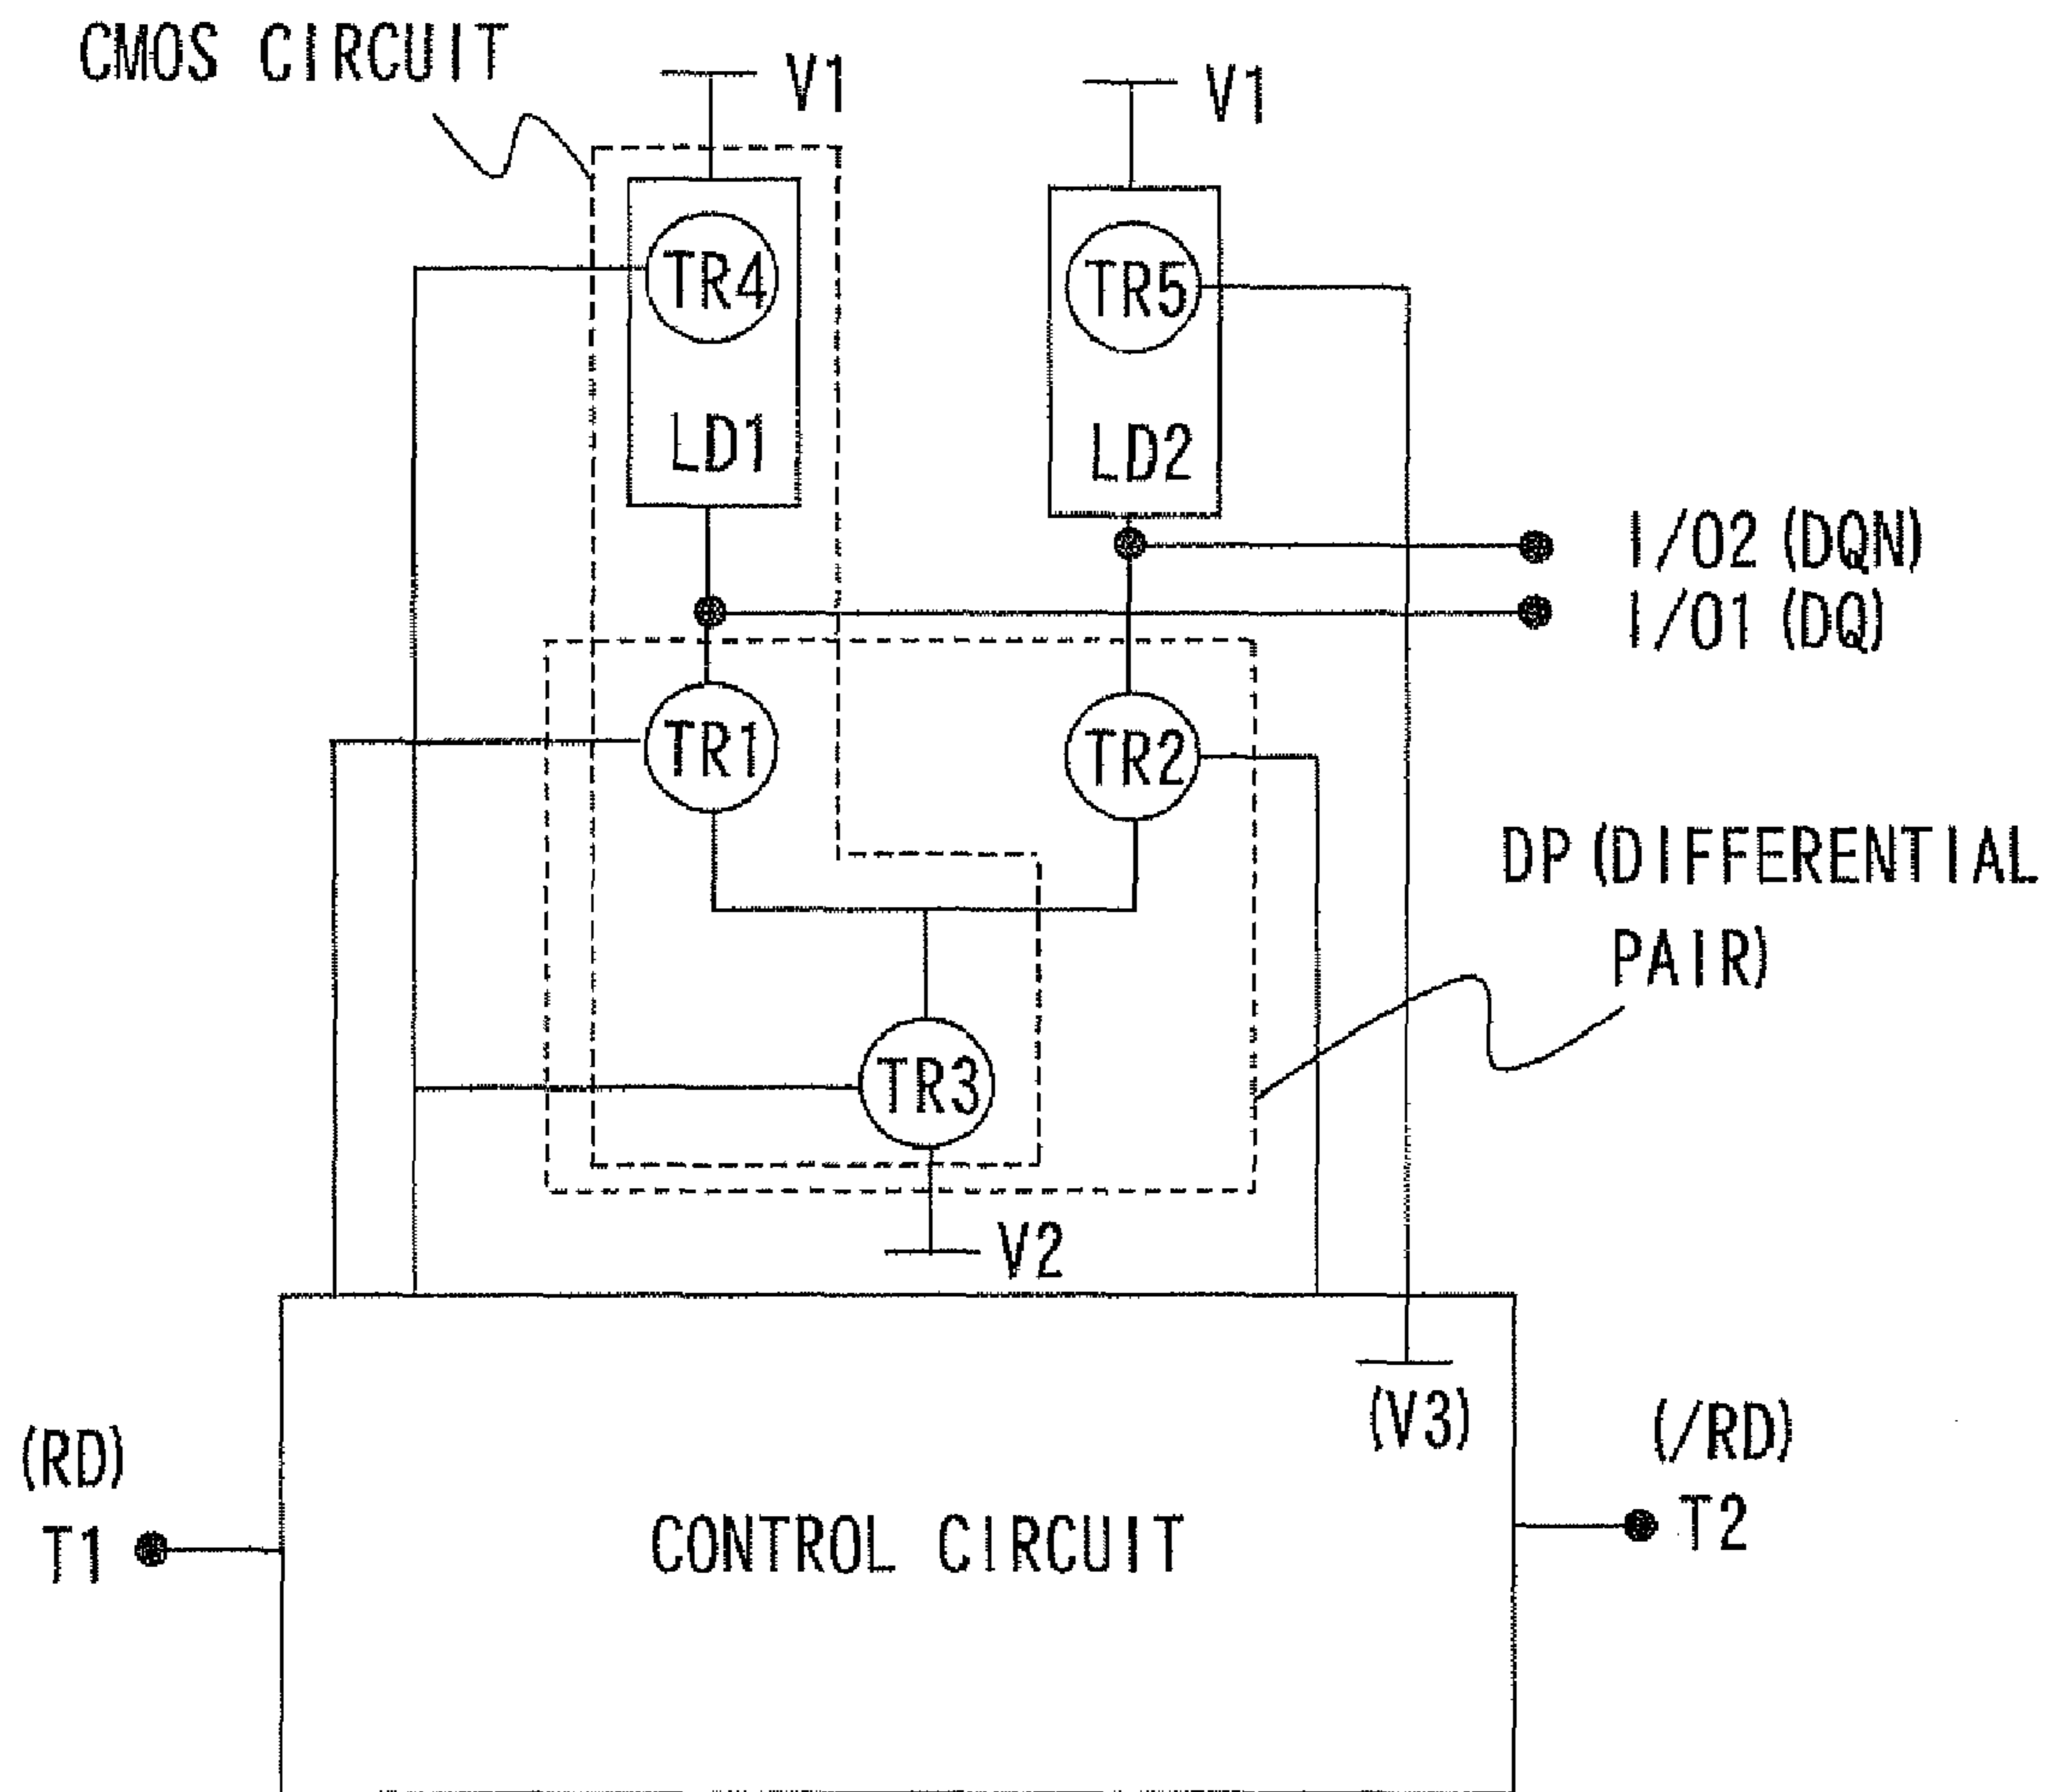 CMOS CIRCUIT
V1
V1
TR4
TR5
LD1
LD2
I/O2 (DQN)
I/O1 (DQ)
TR1
TR2
DP (DIFFERENTIAL
PAIR)
TR3
V2
(V3)
(RD)
T1
(/RD)
T2
CONTROL CIRCUIT